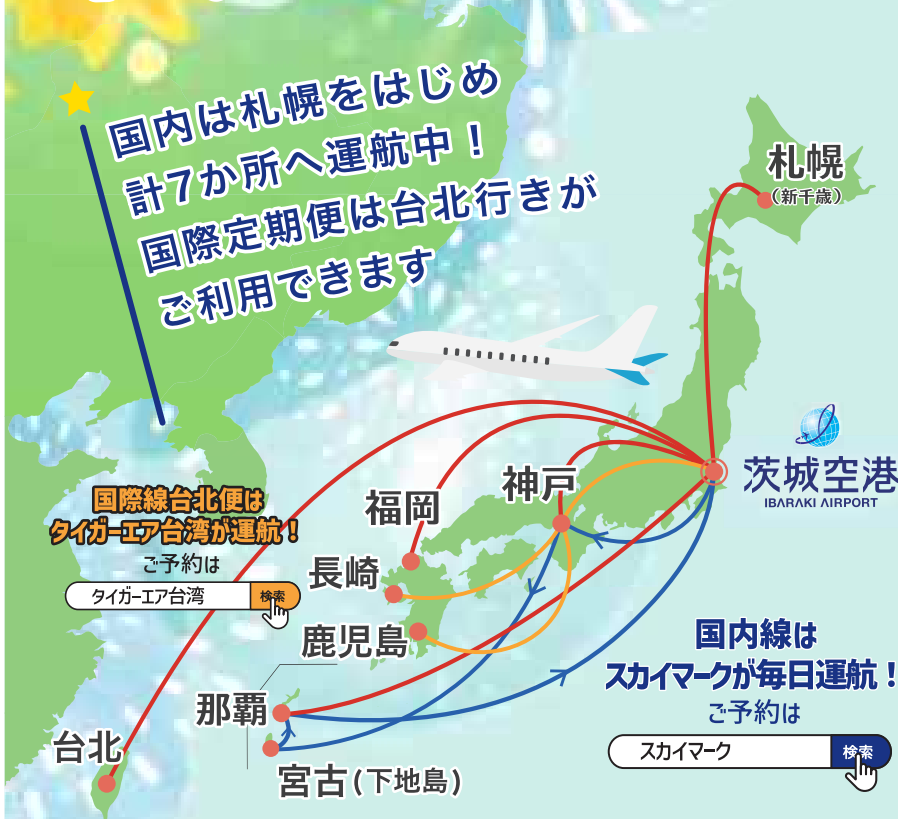 国内は札幌をはじめ
計7か所へ運航中！
国際定期便は台北行きが
ご利用できます
札幌
（新千歳）
茨城空港
IBARAKI AIRPORT
神戸
福岡
長崎
鹿児島
那覇
宮古(下地島)
台北
国際線台北便は
タイガーエア台湾が運航！
ご予約は
タイガーエア台湾
検索
国内線は
スカイマークが毎日運航！
ご予約は
スカイマーク
検索